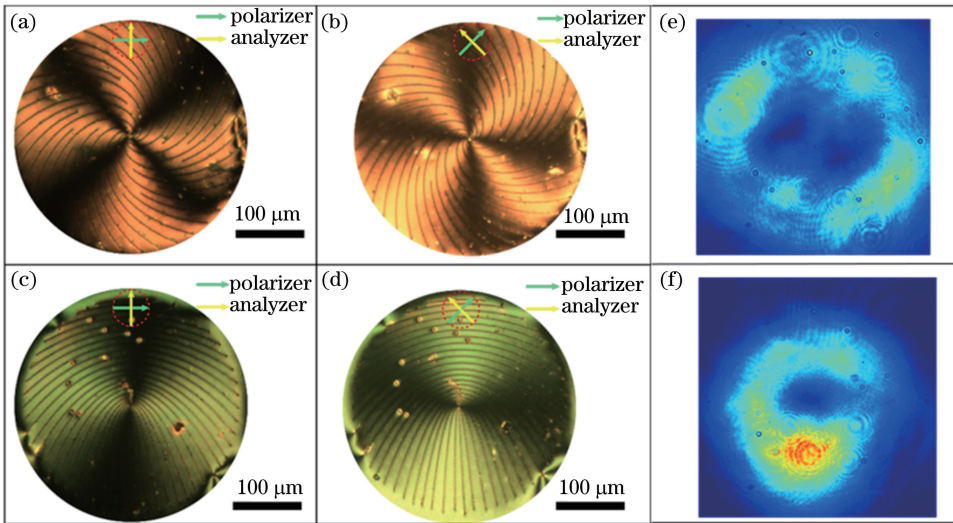 (a)
polarizer
analyzer
100 μm
(b)
polarizer
analyzer
100 μm
(e)
(c)
polarizer
analyzer
100 μm
(d)
polarizer
analyzer
100 μm
(f)